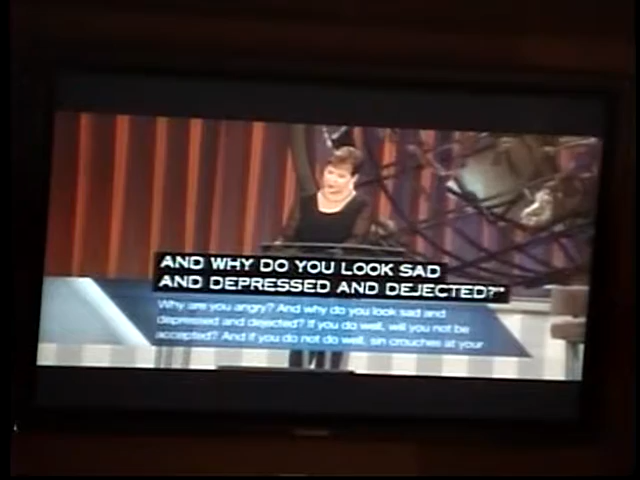 AND WHY DO YOU LOOK SAD
AND DEPRESSED AND DEJECTED?"
Why are you angry? And why do you look sad and
depressed and dejected? If you do well, will you not be
accepted? And if you do not do well, sin crouches at your